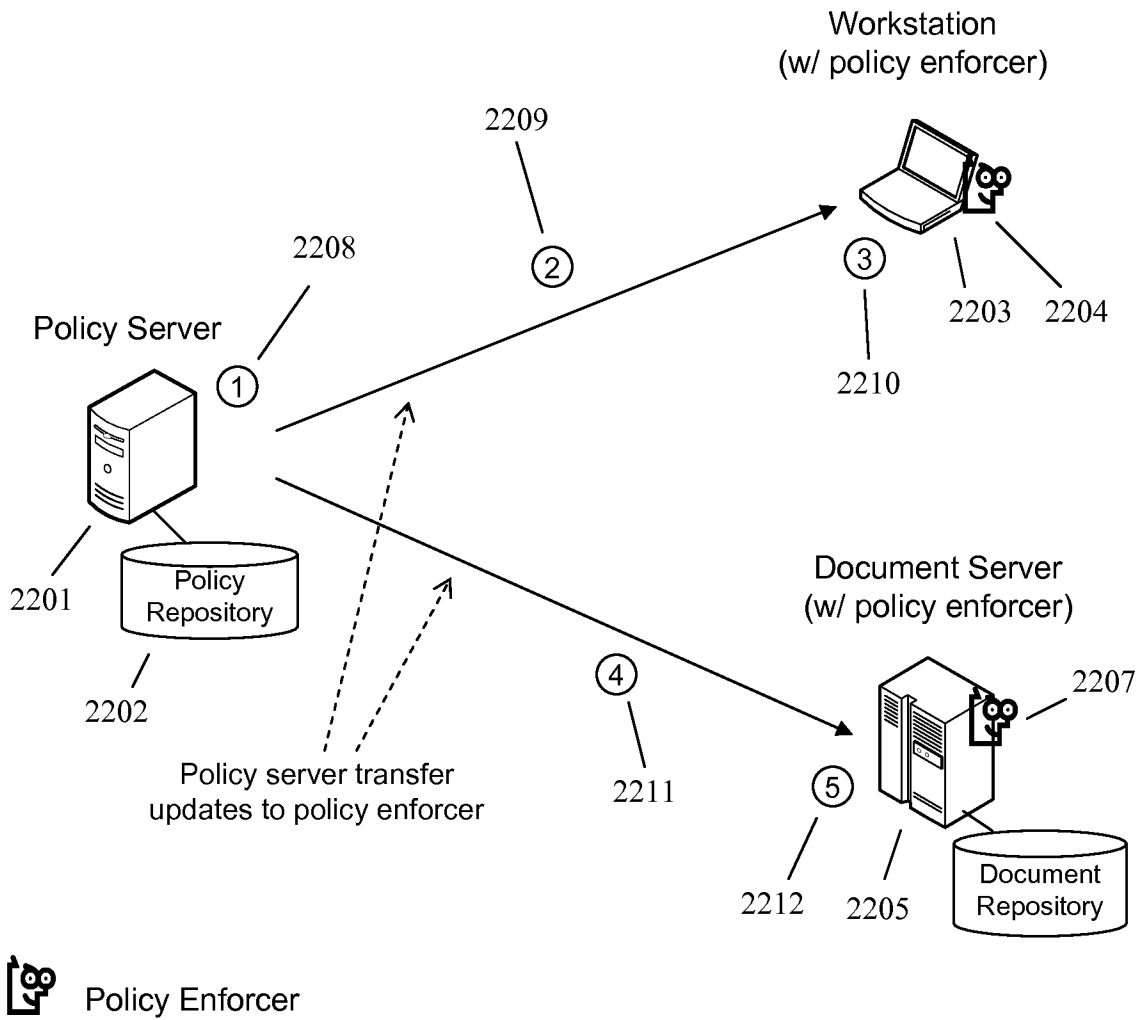 Workstation
(w/ policy enforcer)
2209
2208
2
3
2203
2204
Policy Server
1
2210
2201
Policy
Repository
2202
Document Server
(w/ policy enforcer)
4
2207
Policy server transfer
updates to policy enforcer
2211
5
2212
2205
Document
Repository
Policy Enforcer